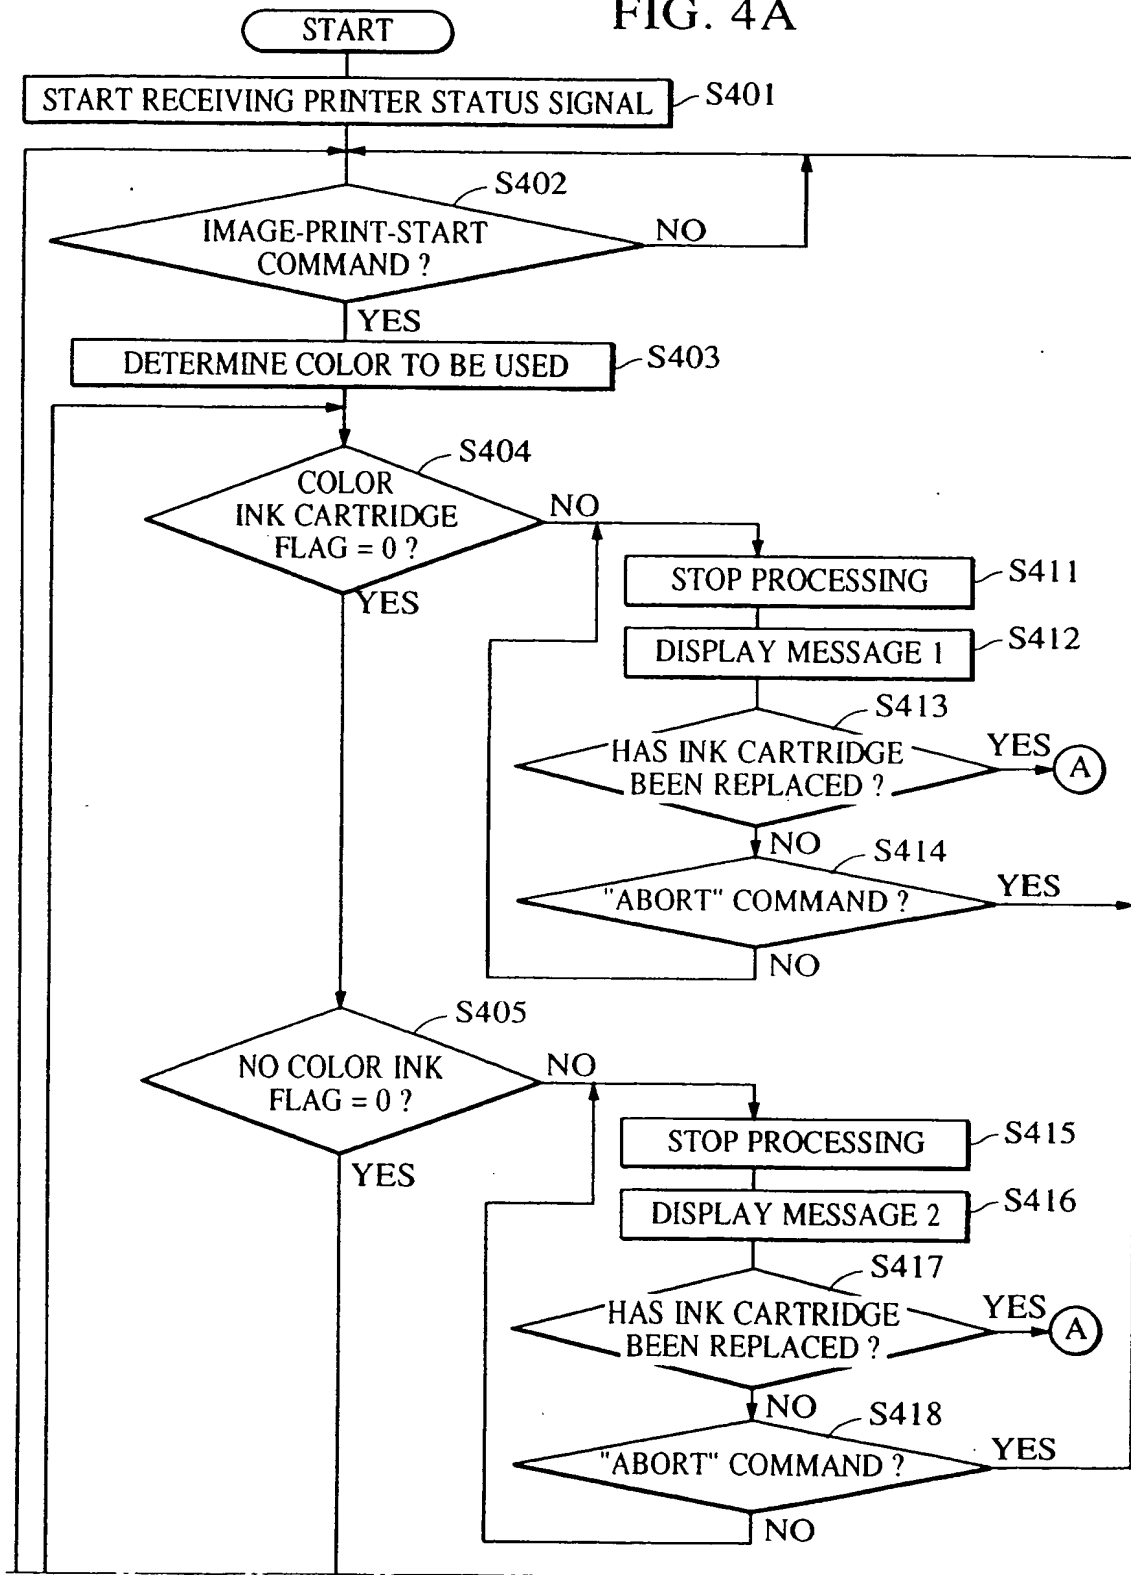 FIG. 4A
START
START RECEIVING PRINTER STATUS SIGNAL
S401
S402
IMAGE-PRINT-START
COMMAND ?
NO
YES
DETERMINE COLOR TO BE USED
S403
S404
COLOR
INK CARTRIDGE
FLAG = 0 ?
NO
YES
STOP PROCESSING
S411
DISPLAY MESSAGE 1
S412
S413
HAS INK CARTRIDGE
BEEN REPLACED ?
YES
A
NO
S414
"ABORT" COMMAND ?
YES
NO
S405
NO COLOR INK
FLAG = 0 ?
NO
YES
STOP PROCESSING
S415
DISPLAY MESSAGE 2
S416
S417
HAS INK CARTRIDGE
BEEN REPLACED ?
YES
A
NO
S418
"ABORT" COMMAND ?
YES
NO